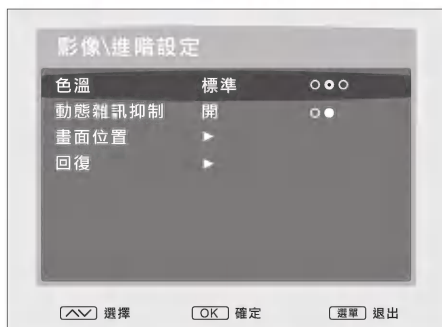 影像\進階設定
色溫 標準
動態雜訊抑制 開
畫面位置
回復
選擇 OK 確定 選單 退出